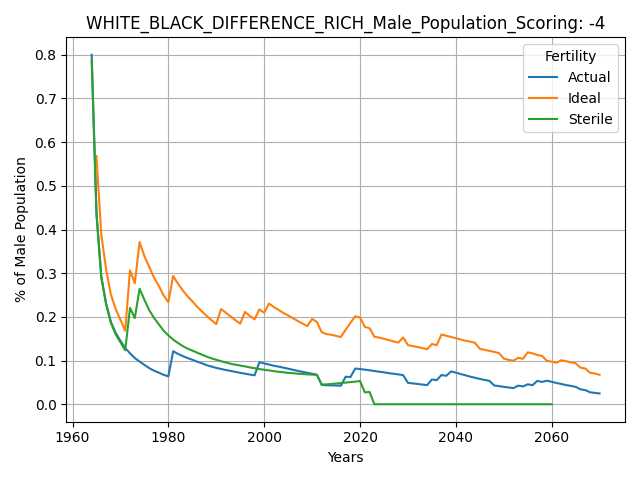 WHITE_BLACK_DIFFERENCE_RICH_Male_Population_Scoring: -4
Fertility
Actual
Ideal
Sterile
% of Male Population
0.8
0.7
0.6
0.5
0.4
0.3
0.2
0.1
0.0
1960 1980 2000 2020 2040 2060
Years